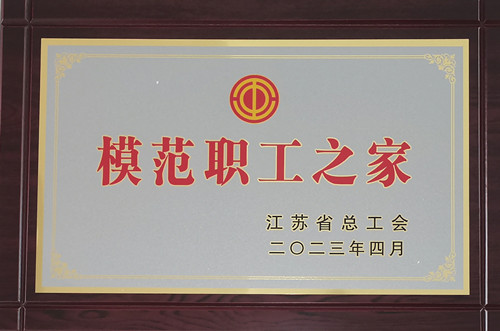 模范职工之家
江苏省总工会
二〇二三年四月